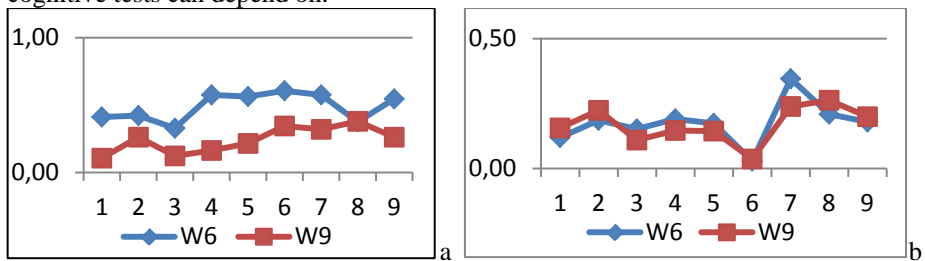 cognitive tests can depend on.
1,00
0,00
1 2 3 4 5 6 7 8 9
W6 W9
a
0,50
0,00
1 2 3 4 5 6 7 8 9
W6 W9
b